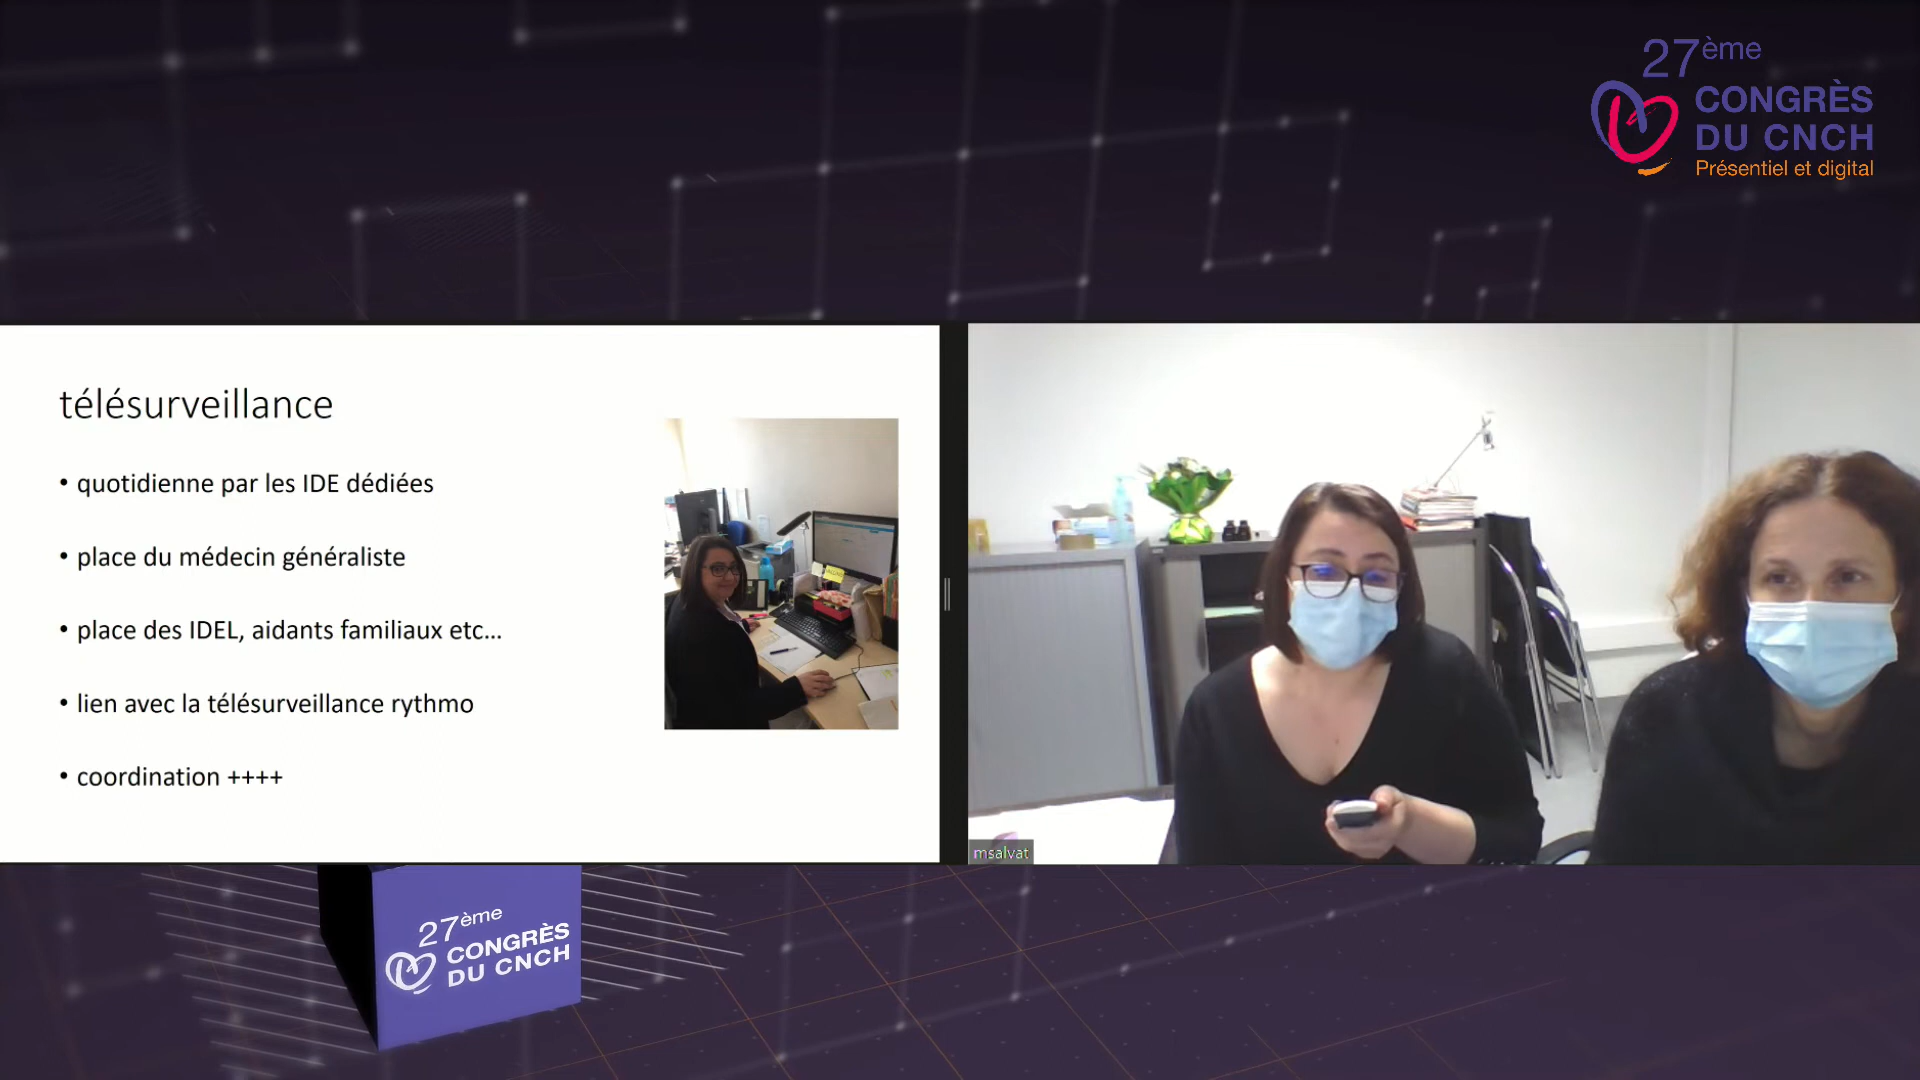 27ème
CONGRÈS
DU CNCH
Présentiel et digital
télésurveillance
• quotidienne par les IDE dédiées
• place du médecin généraliste
• place des IDEL, aidants familiaux etc...
• lien avec la télésurveillance rythmo
• coordination ++++
msalvat
27ème
CONGRÈS
DU CNCH